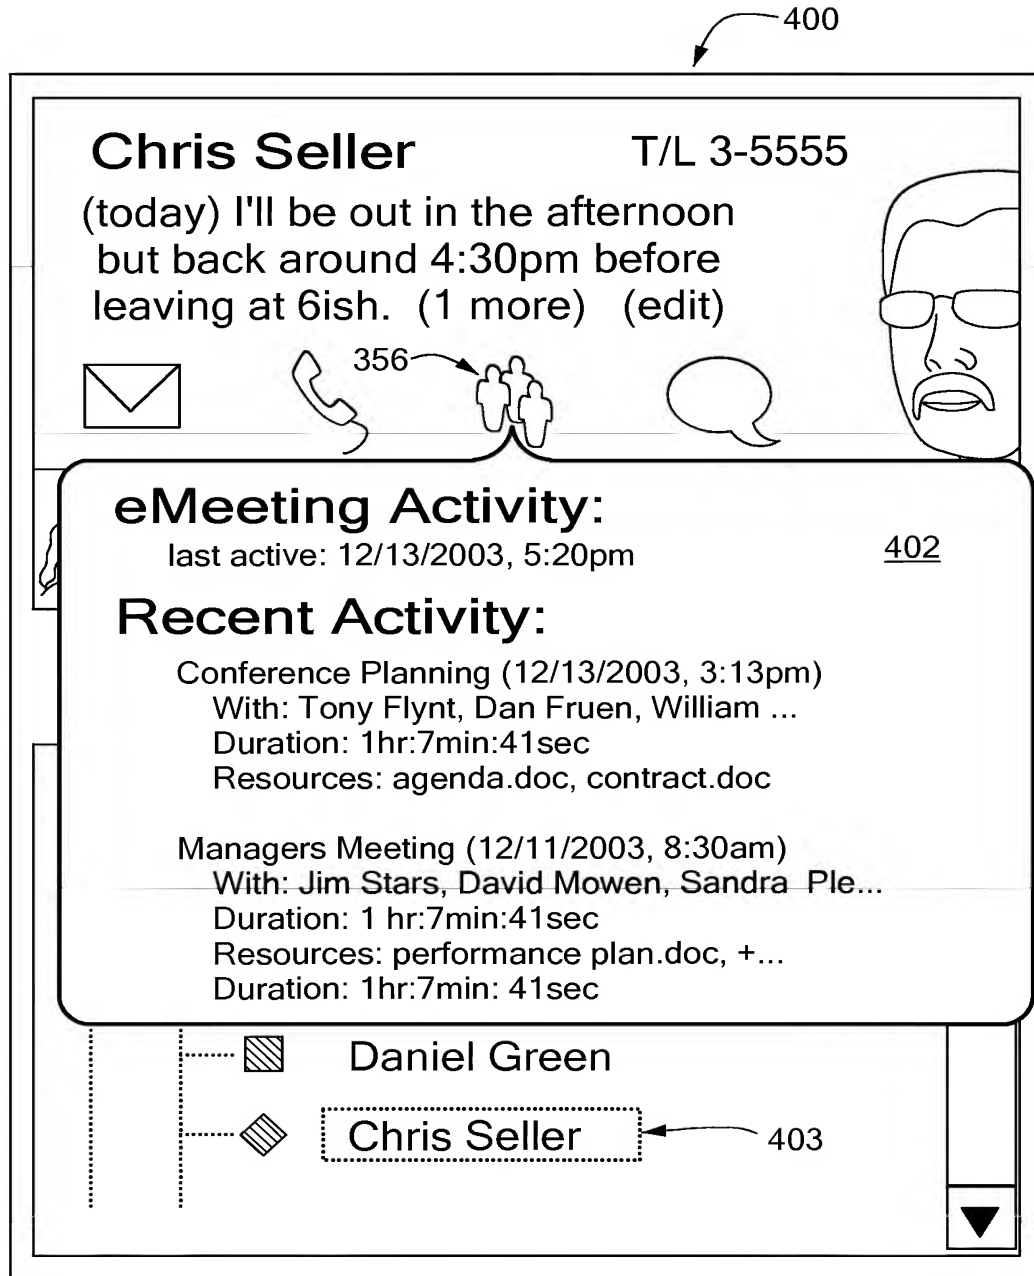 400
Chris Seller T/L 3-5555
(today) I'll be out in the afternoon
but back around 4:30pm before
leaving at 6ish. (1 more) (edit)
356
eMeeting Activity:
last active: 12/13/2003, 5:20pm 402
Recent Activity:
Conference Planning (12/13/2003, 3:13pm)
With: Tony Flynt, Dan Fruen, William ...
Duration: 1hr:7min:41sec
Resources: agenda.doc, contract.doc
Managers Meeting (12/11/2003, 8:30am)
With: Jim Stars, David Mowen, Sandra Ple...
Duration: 1 hr:7min:41sec
Resources: performance plan.doc, +...
Duration: 1hr:7min: 41sec
Daniel Green
Chris Seller 403